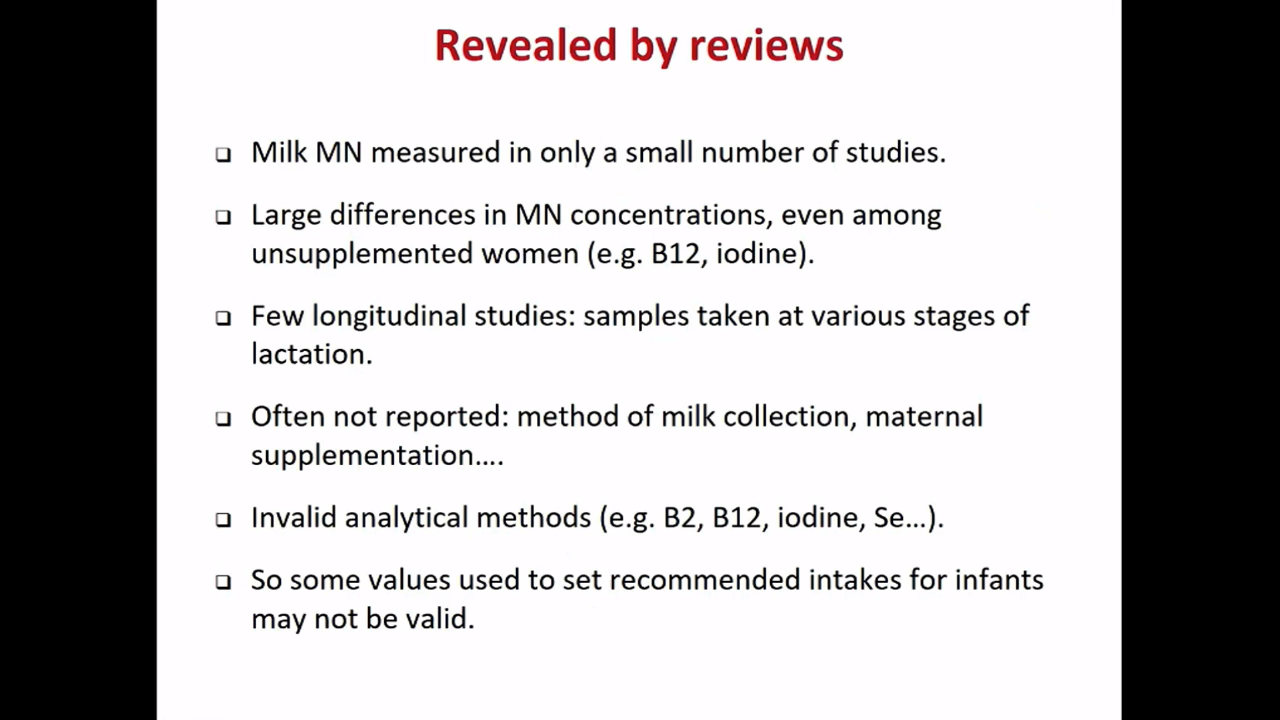 Revealed by reviews
❑ Milk MN measured in only a small number of studies.
❑ Large differences in MN concentrations, even among
unsupplemented women (e.g. B12, iodine).
❑ Few longitudinal studies: samples taken at various stages of
lactation.
❑ Often not reported: method of milk collection, maternal
supplementation....
❑ Invalid analytical methods (e.g. B2, B12, iodine, Se...).
❑ So some values used to set recommended intakes for infants
may not be valid.